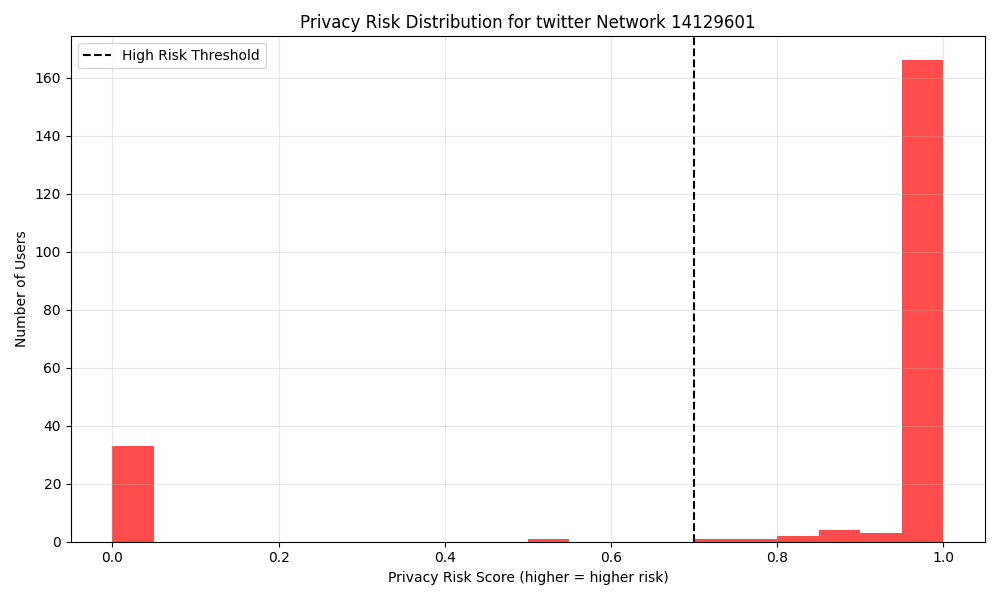 Privacy Risk Distribution for twitter Network 14129601
High Risk Threshold
Number of Users
160
140
120
100
80
60
40
20
0
0.0 0.2 0.4 0.6 0.8 1.0
Privacy Risk Score (higher = higher risk)